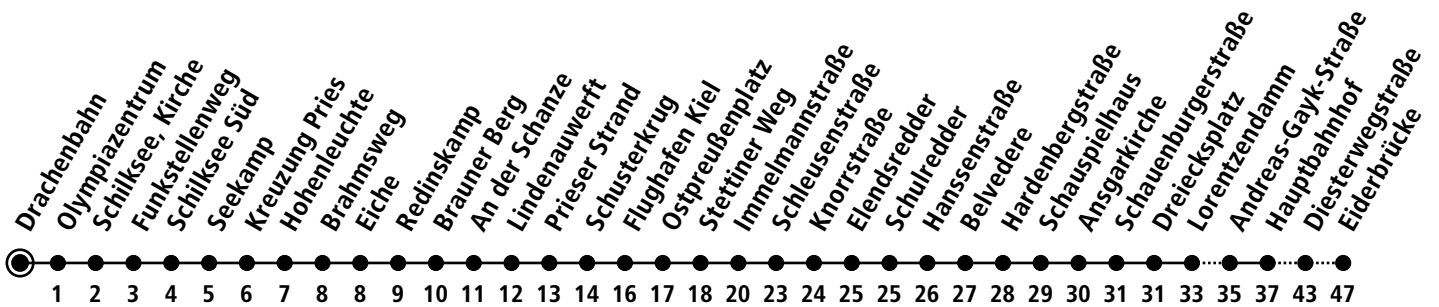 Drachenbahn
Olympiazentrum
Schilksee, Kirche
Funkstellenweg
Schilksee Süd
Seekamp
Kreuzung Pries
Hohenleuchte
Brahmsweg
Eiche
Redinskamp
Brauner Berg
An der Schanze
Lindenauwerft
Prieser Strand
Schusterkrug
Flughafen Kiel
Ostpreußenplatz
Stettiner Weg
Immelmannstraße
Schleusenstraße
Knorrstraße
Elendsredder
Schulredder
Hanssenstraße
Belvedere
Hardenbergstraße
Schauspielhaus
Ansgarkirche
Schauenburgerstraße
Dreiecksplatz
Lorentzendamm
Andreas-Gayk-Straße
Hauptbahnhof
Diesterwegstraße
Eiderbrücke
1 2 3 4 5 6 7 8 8 9 10 11 12 13 14 16 17 18 20 23 24 25 25 26 27 28 29 30 31 31 33 35 37 43 47